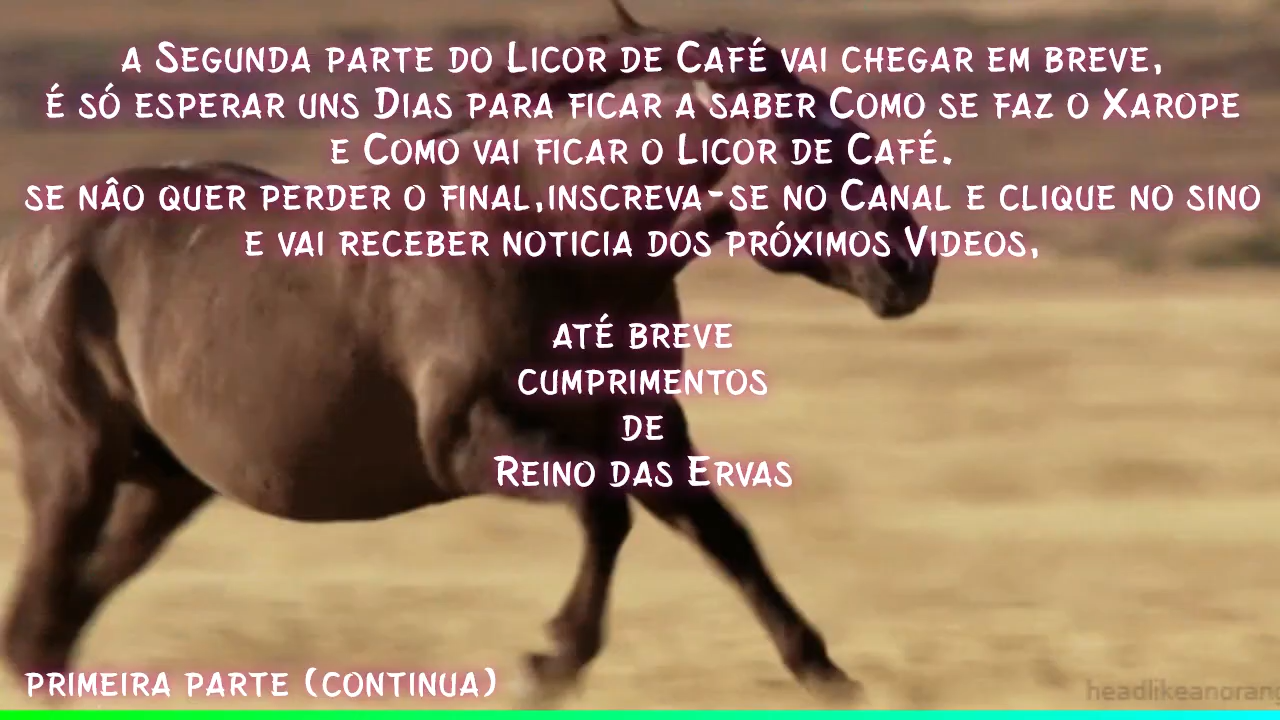 a Segunda parte do Licor de Café vai chegar em breve,
é só esperar uns Dias para ficar a saber Como se faz o Xarope
e Como vai ficar o Licor de Café.
se nâo quer perder o final,inscreva-se no Canal e clique no sino
e vai receber noticia dos próximos Videos,
até breve
cumprimentos
de
Reino das Ervas
primeira parte (continua)
headlikeanorang